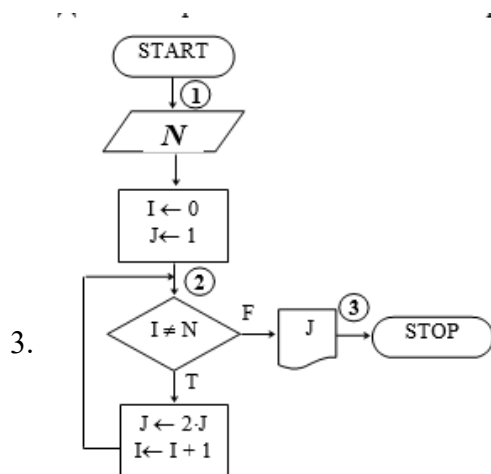 START
1
N
I ← 0
J← 1
2
3.
I ≠ N
F
J
3
STOP
T
J ← 2·J
I← I + 1